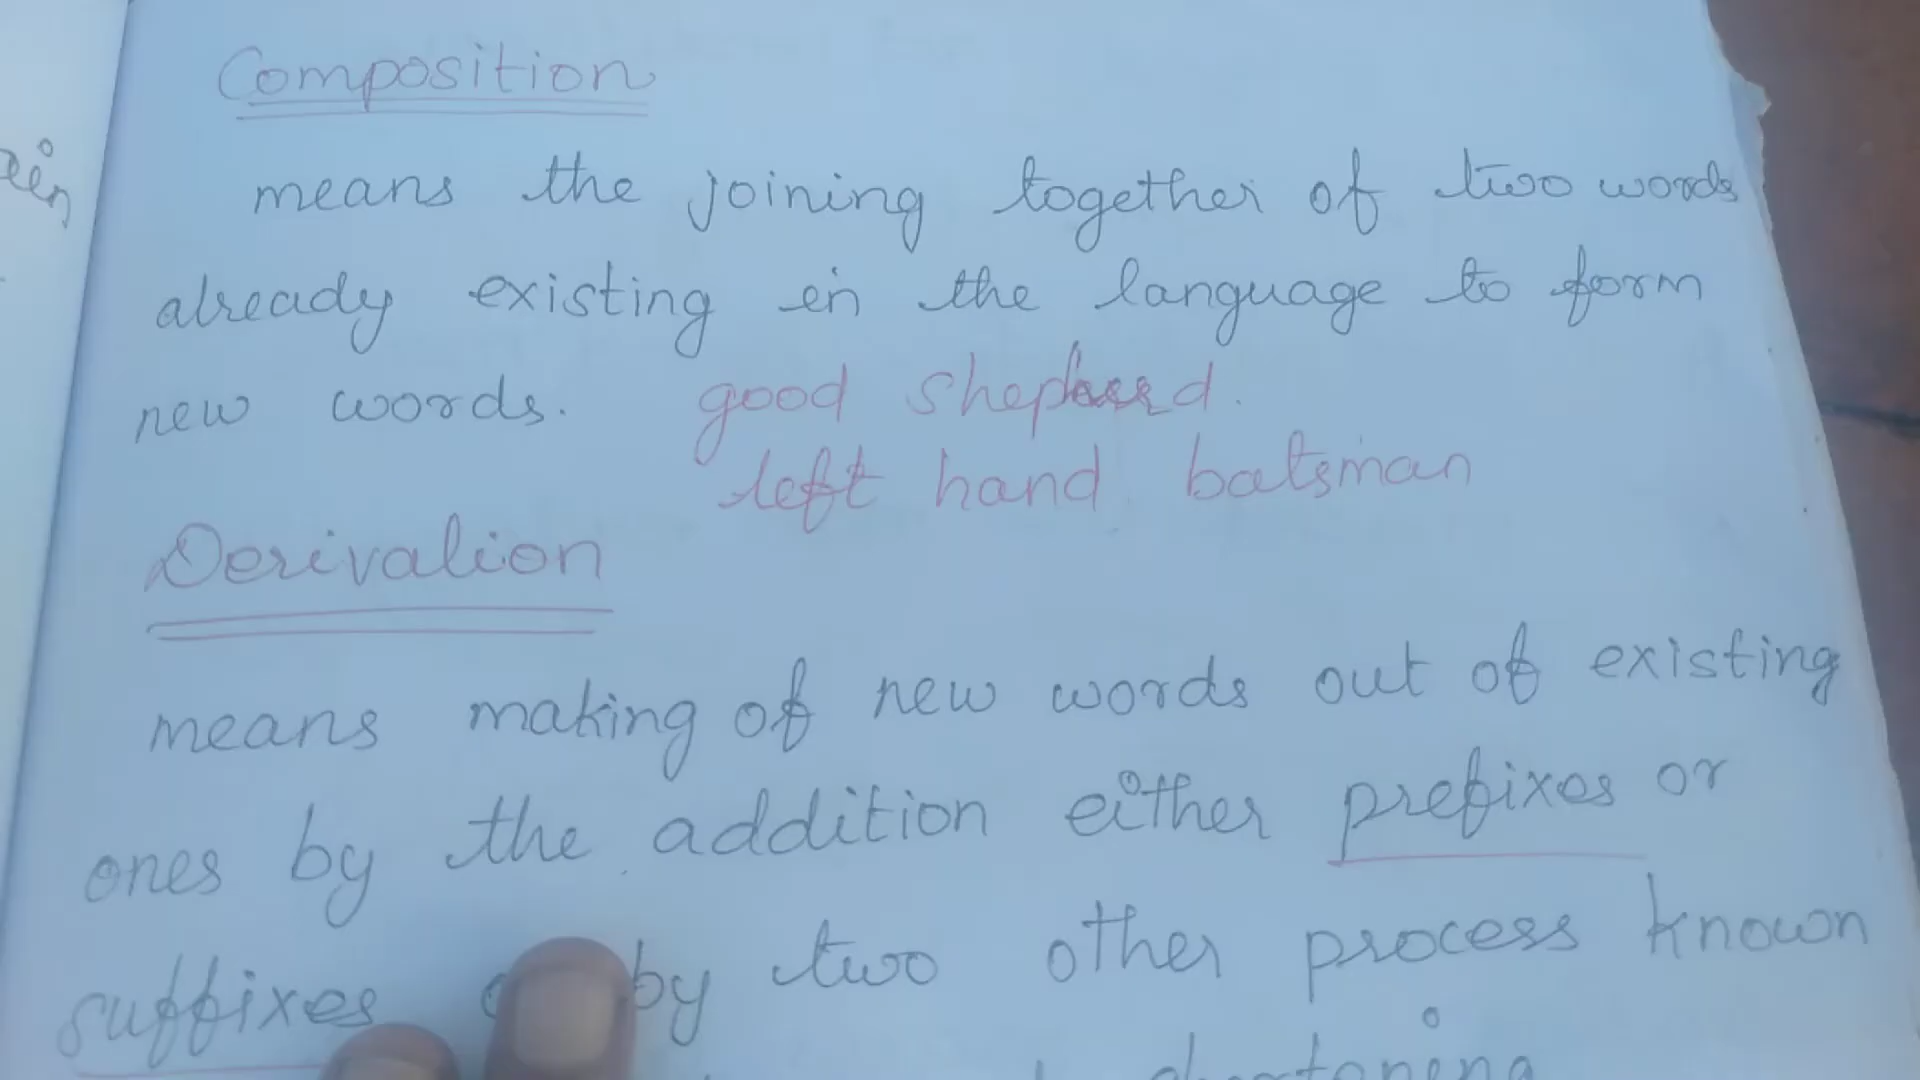 Composition
means the joining together of two words
already existing in the language to form
new words. good shepherd.
left hand batsman
Derivation
means making of new words out of existing
ones by the addition either prefixes or
suffixes by two other process known